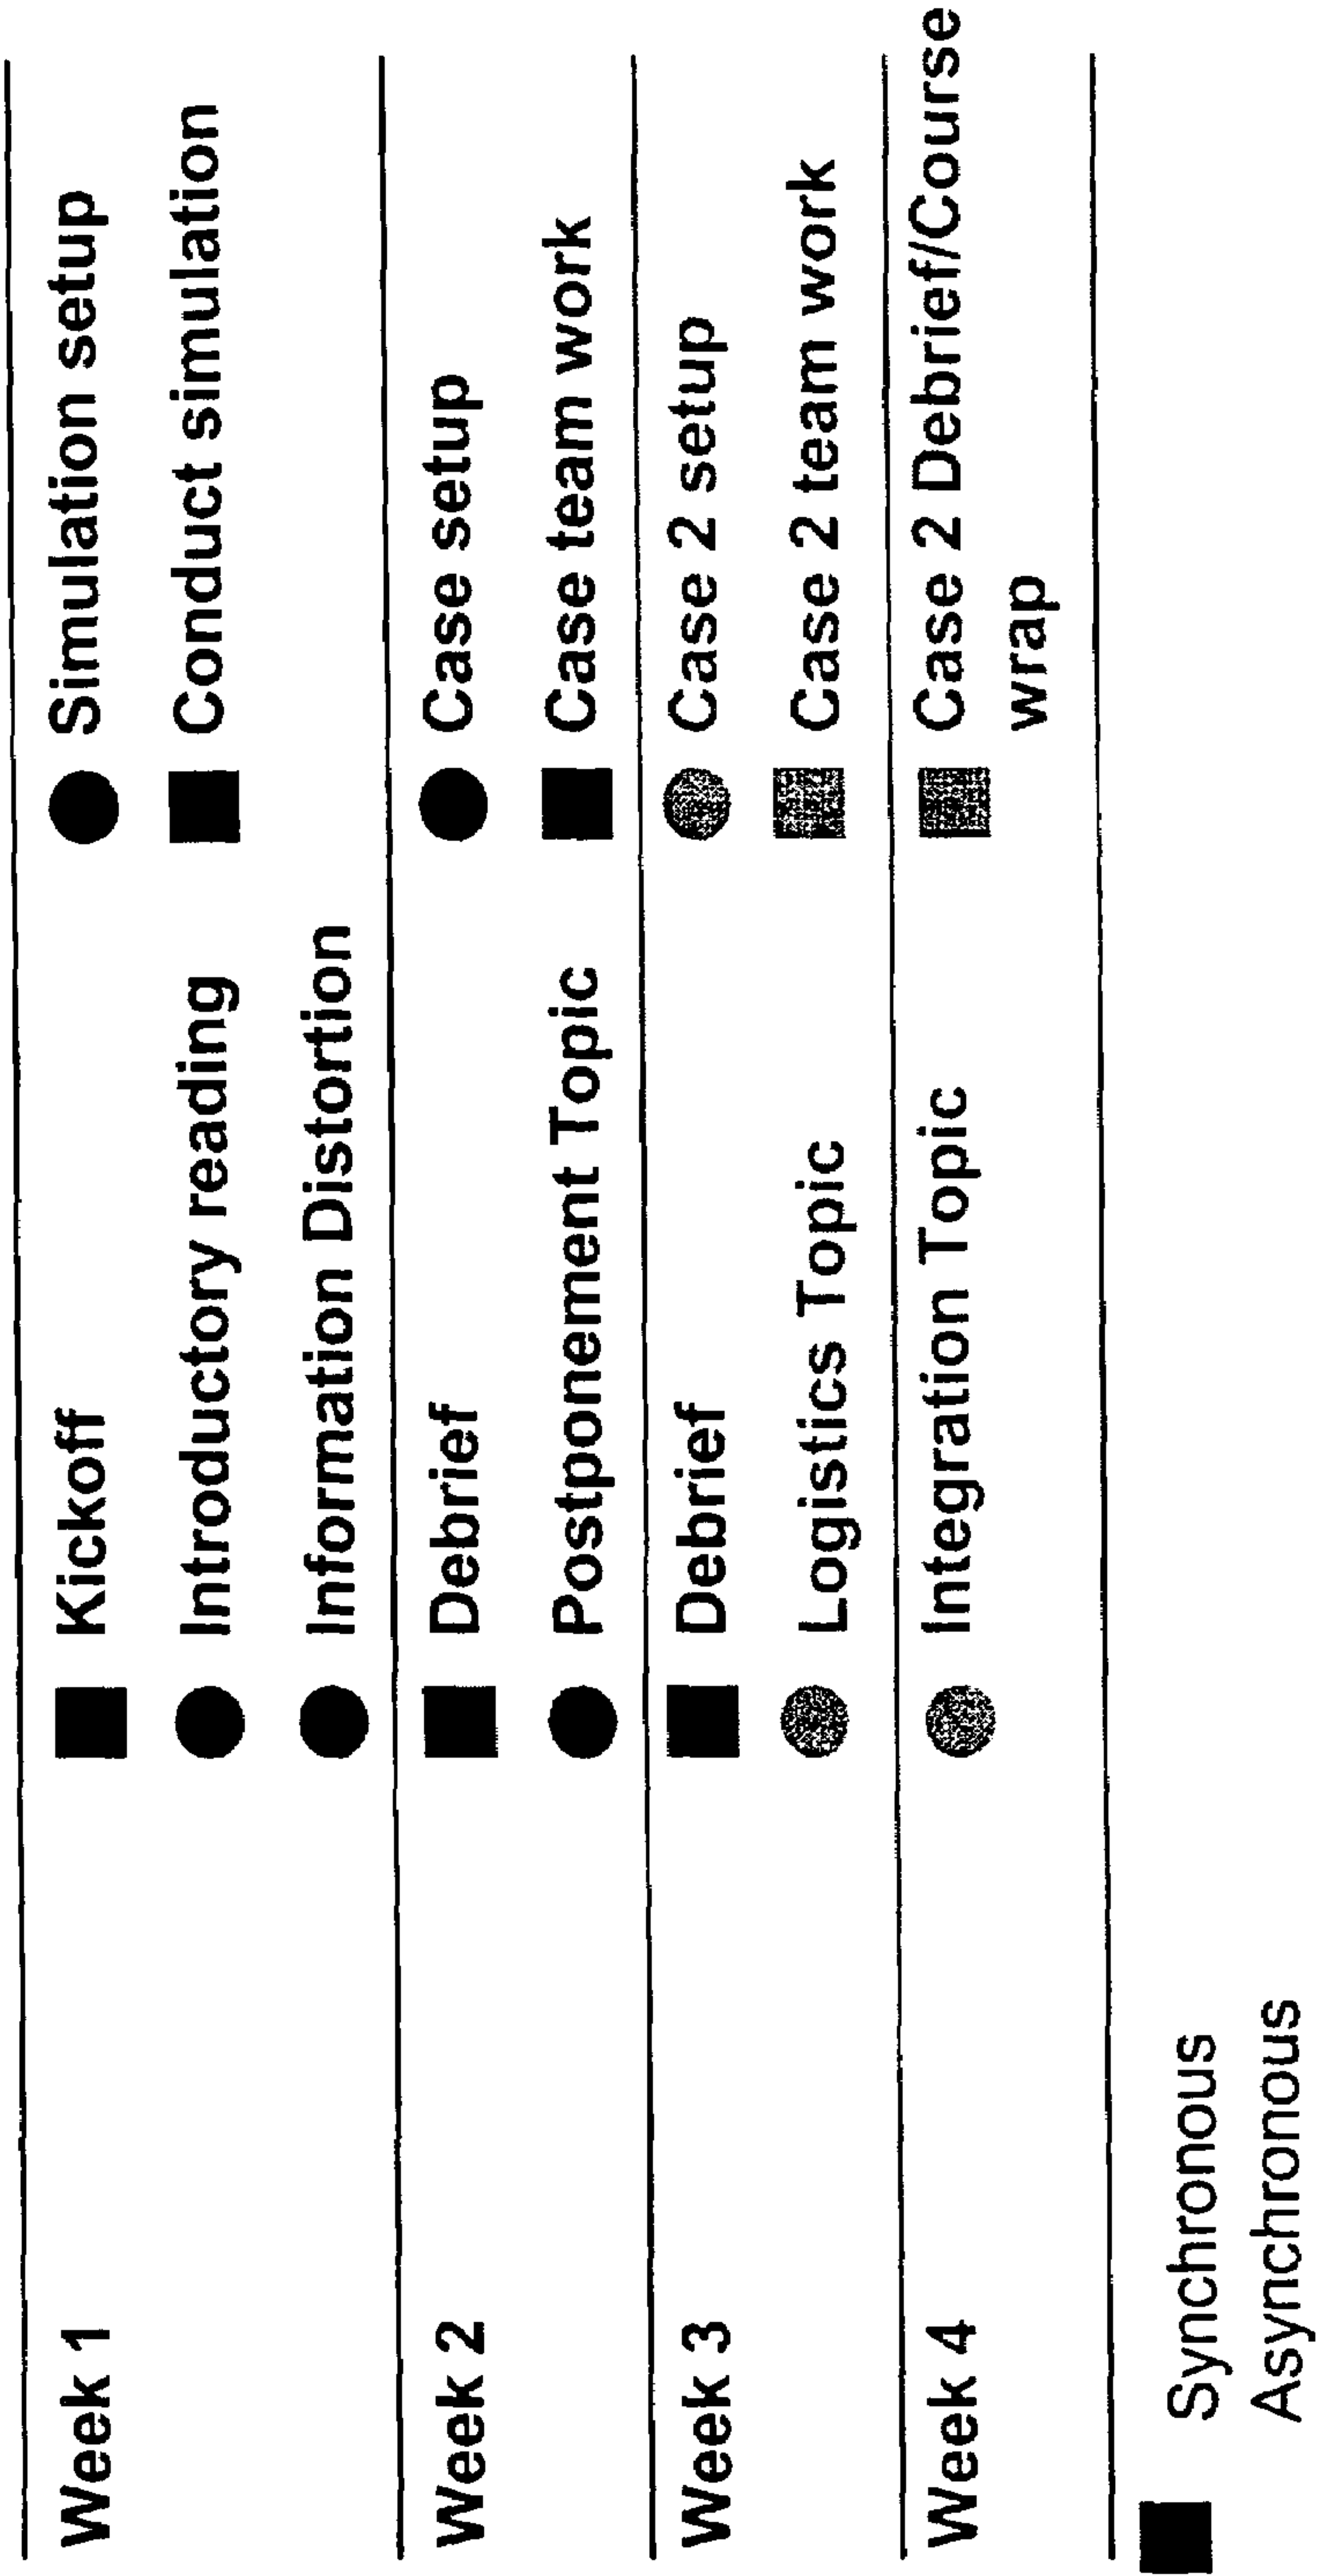 Week 1
Kickoff
Introductory reading
Information Distortion
Simulation setup
Conduct simulation
Week 2
Debrief
Postponement Topic
Case setup
Case team work
Week 3
Debrief
Logistics Topic
Case 2 setup
Case 2 team work
Week 4
Integration Topic
Case 2 Debrief/Course
wrap
Synchronous
Asynchronous